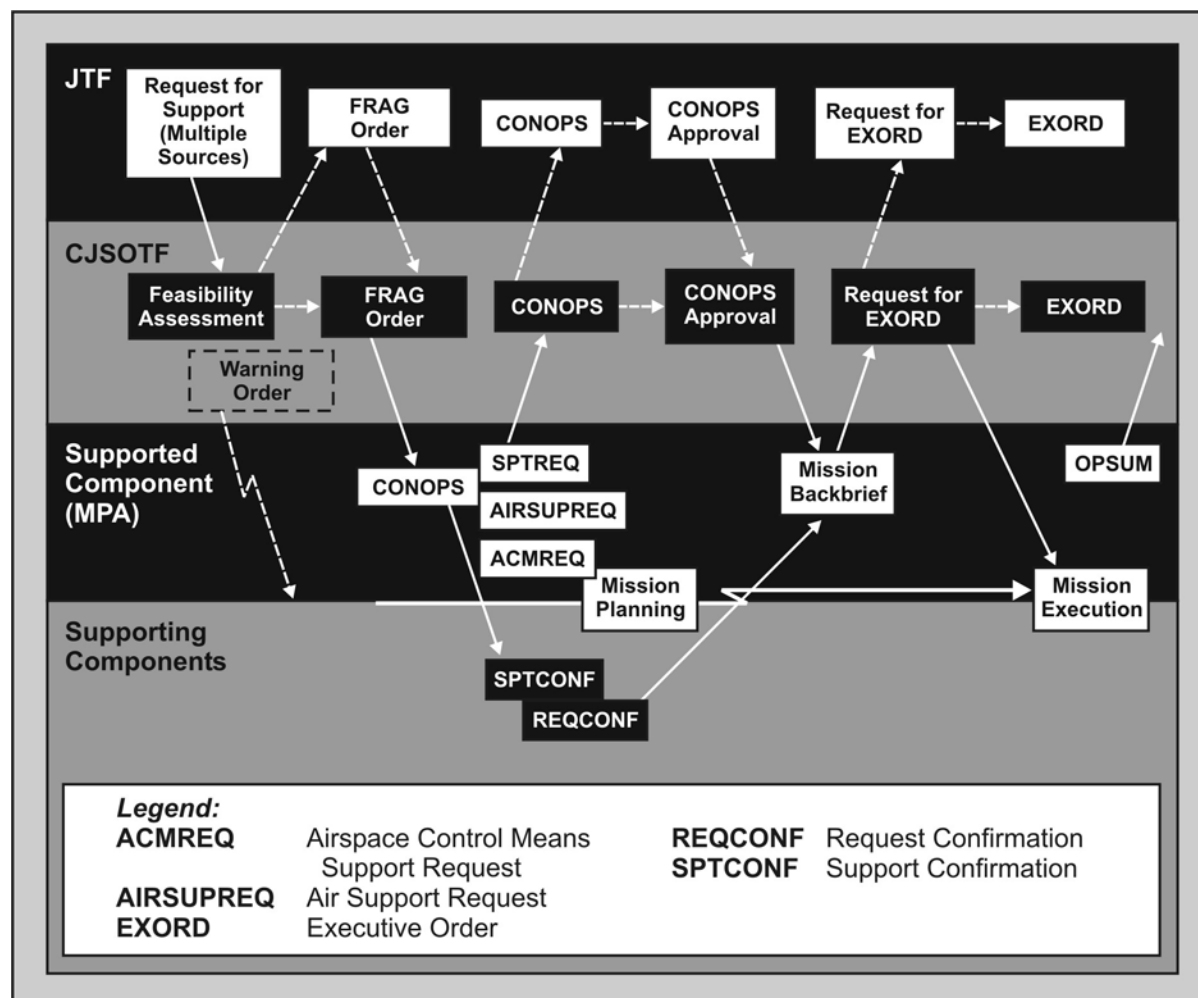 JTF
Request for
Support
(Multiple
Sources)
FRAG
Order
CONOPS
CONOPS
Approval
Request for
EXORD
EXORD
CJSOTF
Feasibility
Assessment
FRAG
Order
CONOPS
CONOPS
Approval
Request for
EXORD
EXORD
Warning
Order
Supported
Component
(MPA)
CONOPS
SPTREQ
AIRSUPREQ
ACMREQ
Mission
Planning
Mission
Backbrief
OPSUM
Mission
Execution
Supporting
Components
SPTCONF
REQCONF
Legend:
ACMREQ Airspace Control Means
Support Request
AIRSUPREQ Air Support Request
EXORD Executive Order
REQCONF Request Confirmation
SPTCONF Support Confirmation